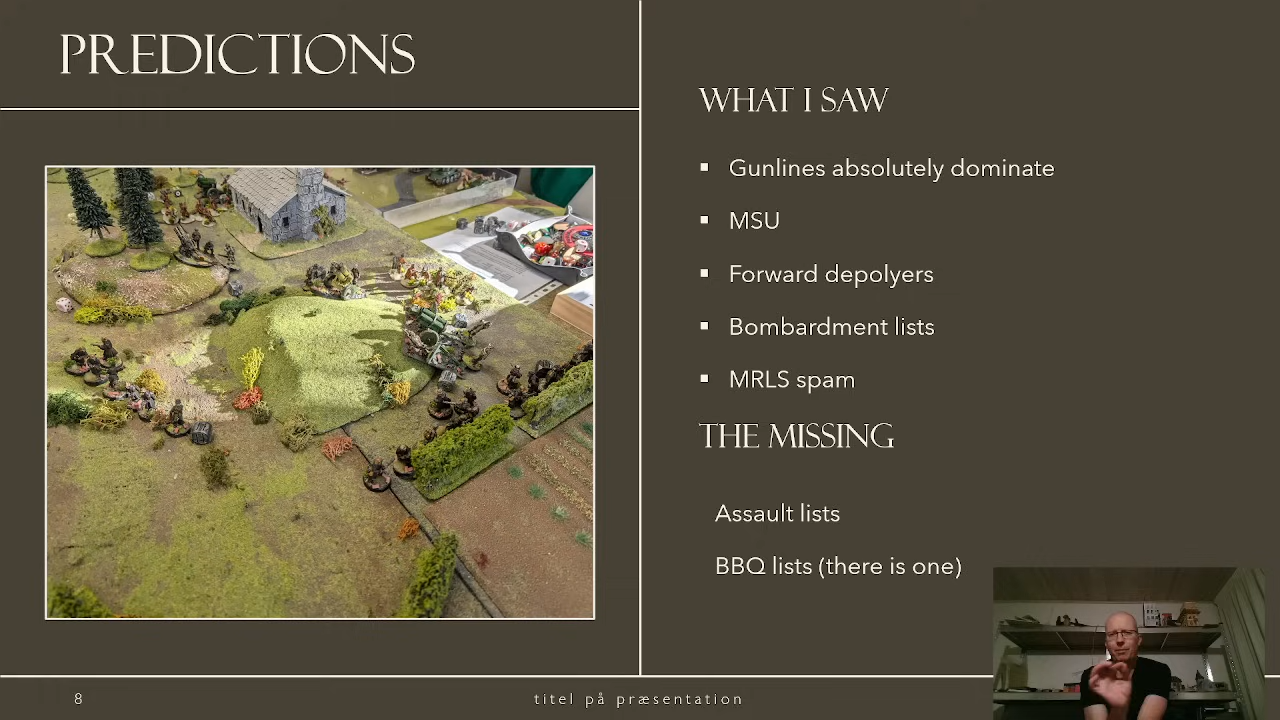 PREDICTIONS
WHAT I SAW
Gunlines absolutely dominate
MSU
Forward depolyers
Bombardment lists
MRLS spam
THE MISSING
Assault lists
BBQ lists (there is one)
8
titel på præsentation